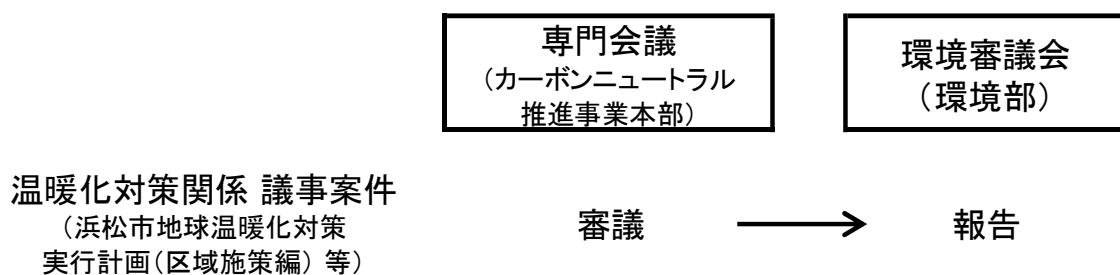 専門会議
（カーボンニュートラル
推進事業本部）
環境審議会
（環境部）
温暖化対策関係 議事案件
（浜松市地球温暖化対策
実行計画（区域施策編）等）
審議
報告